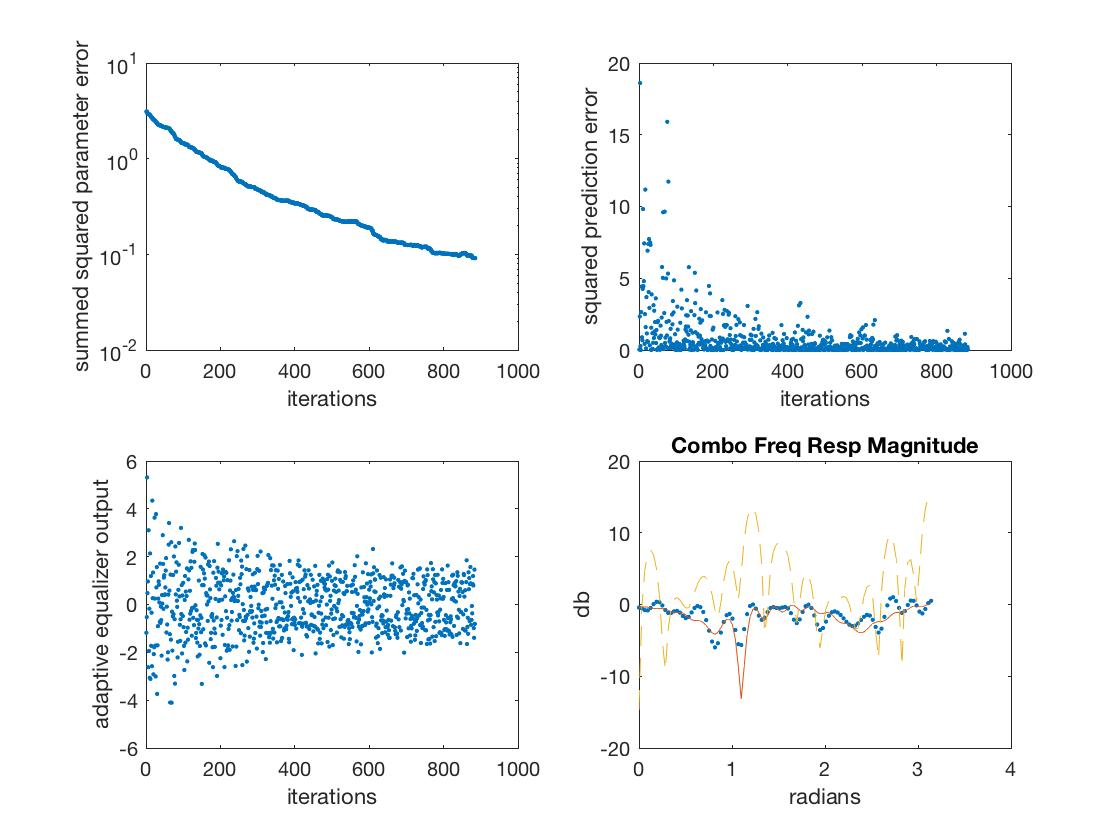 summed squared parameter error
10^1
10^0
10^-1
10^-2
0 200 400 600 800 1000
iterations
squared prediction error
20
15
10
5
0
0 200 400 600 800 1000
iterations
adaptive equalizer output
6
4
2
0
-2
-4
-6
0 200 400 600 800 1000
iterations
Combo Freq Resp Magnitude
db
20
10
0
-10
-20
0 1 2 3 4
radians